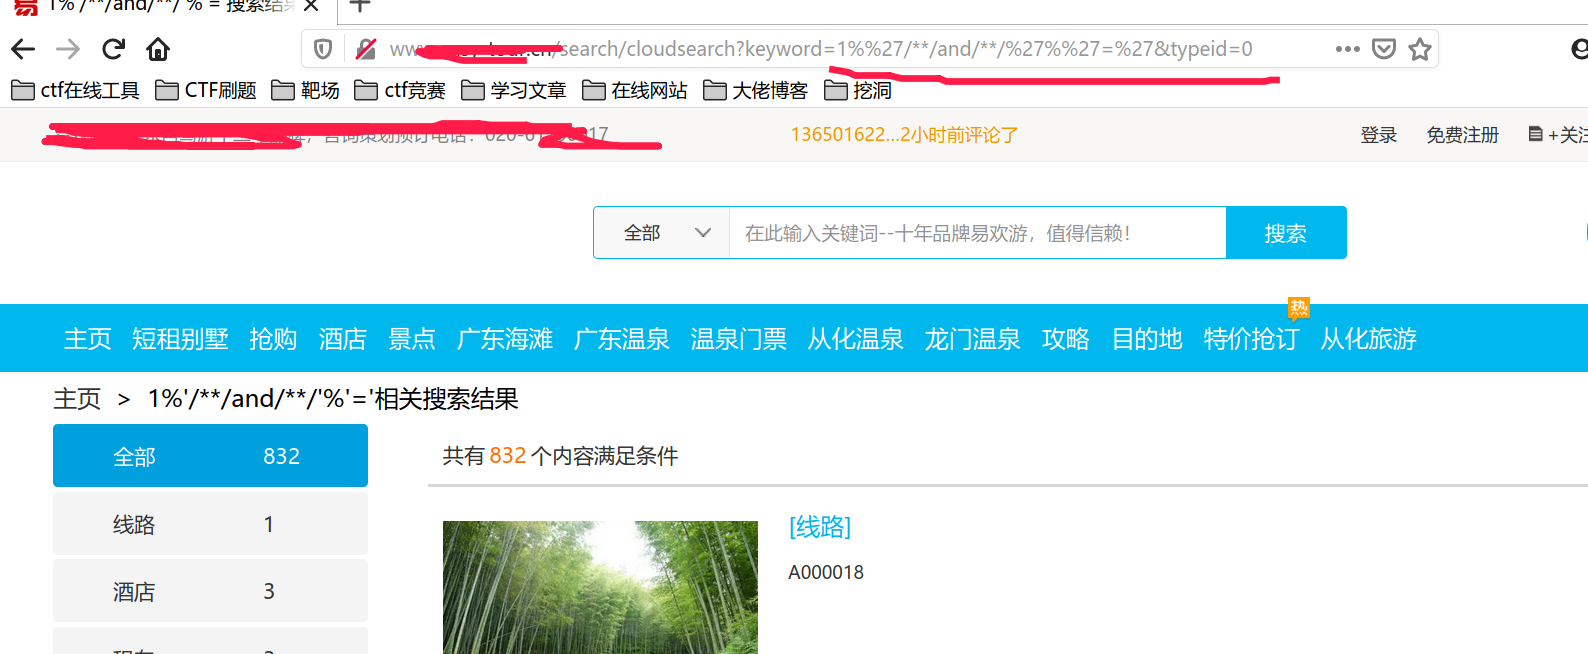 1% /**/and/**/ % = 搜索结果
/search/cloudsearch?keyword=1%%27/**/and/**/%27%%27=%27&typeid=0
ctf在线工具 CTF刷题 靶场 ctf竞赛 学习文章 在线网站 大佬博客 挖洞
136501622...2小时前评论了 登录 免费注册 +关注
全部 在此输入关键词--十年品牌易欢游，值得信赖！ 搜索
热
主页 短租别墅 抢购 酒店 景点 广东海滩 广东温泉 温泉门票 从化温泉 龙门温泉 攻略 目的地 特价抢订 从化旅游
主页 > 1%'/**/and/**/'%'='相关搜索结果
全部 832
共有 832 个内容满足条件
线路 1
[线路]
A000018
酒店 3